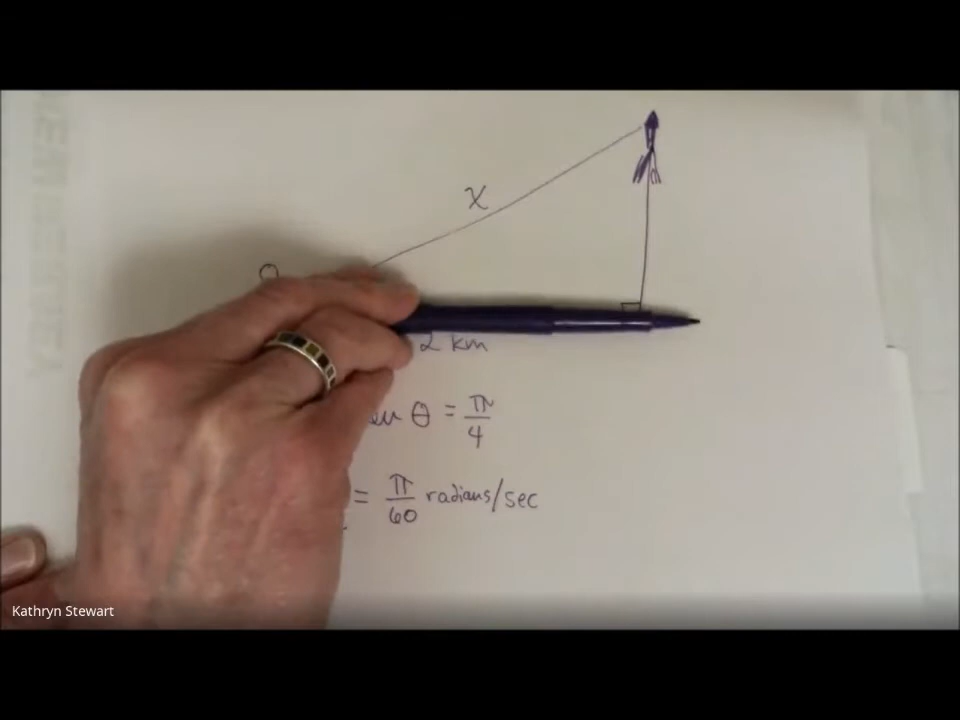 x
2 km
θ = π/4
= π/60 radians/sec
Kathryn Stewart